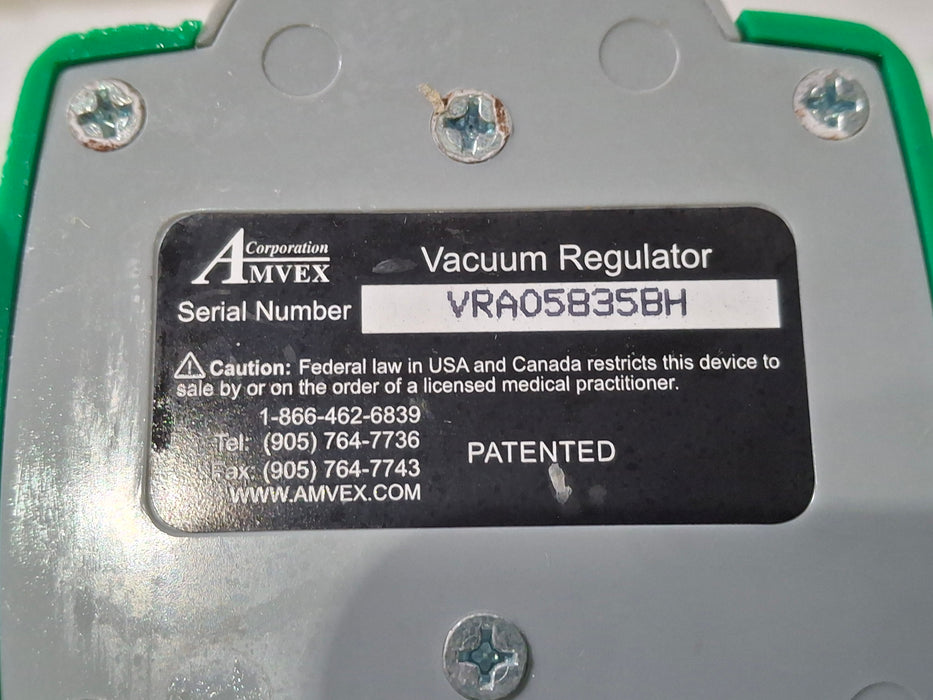 Corporation
AMVEX
Vacuum Regulator
Serial Number VRA05835BH
Caution: Federal law in USA and Canada restricts this device to
sale by or on the order of a licensed medical practitioner.
1-866-462-6839
Tel: (905) 764-7736
Fax: (905) 764-7743
WWW.AMVEX.COM
PATENTED